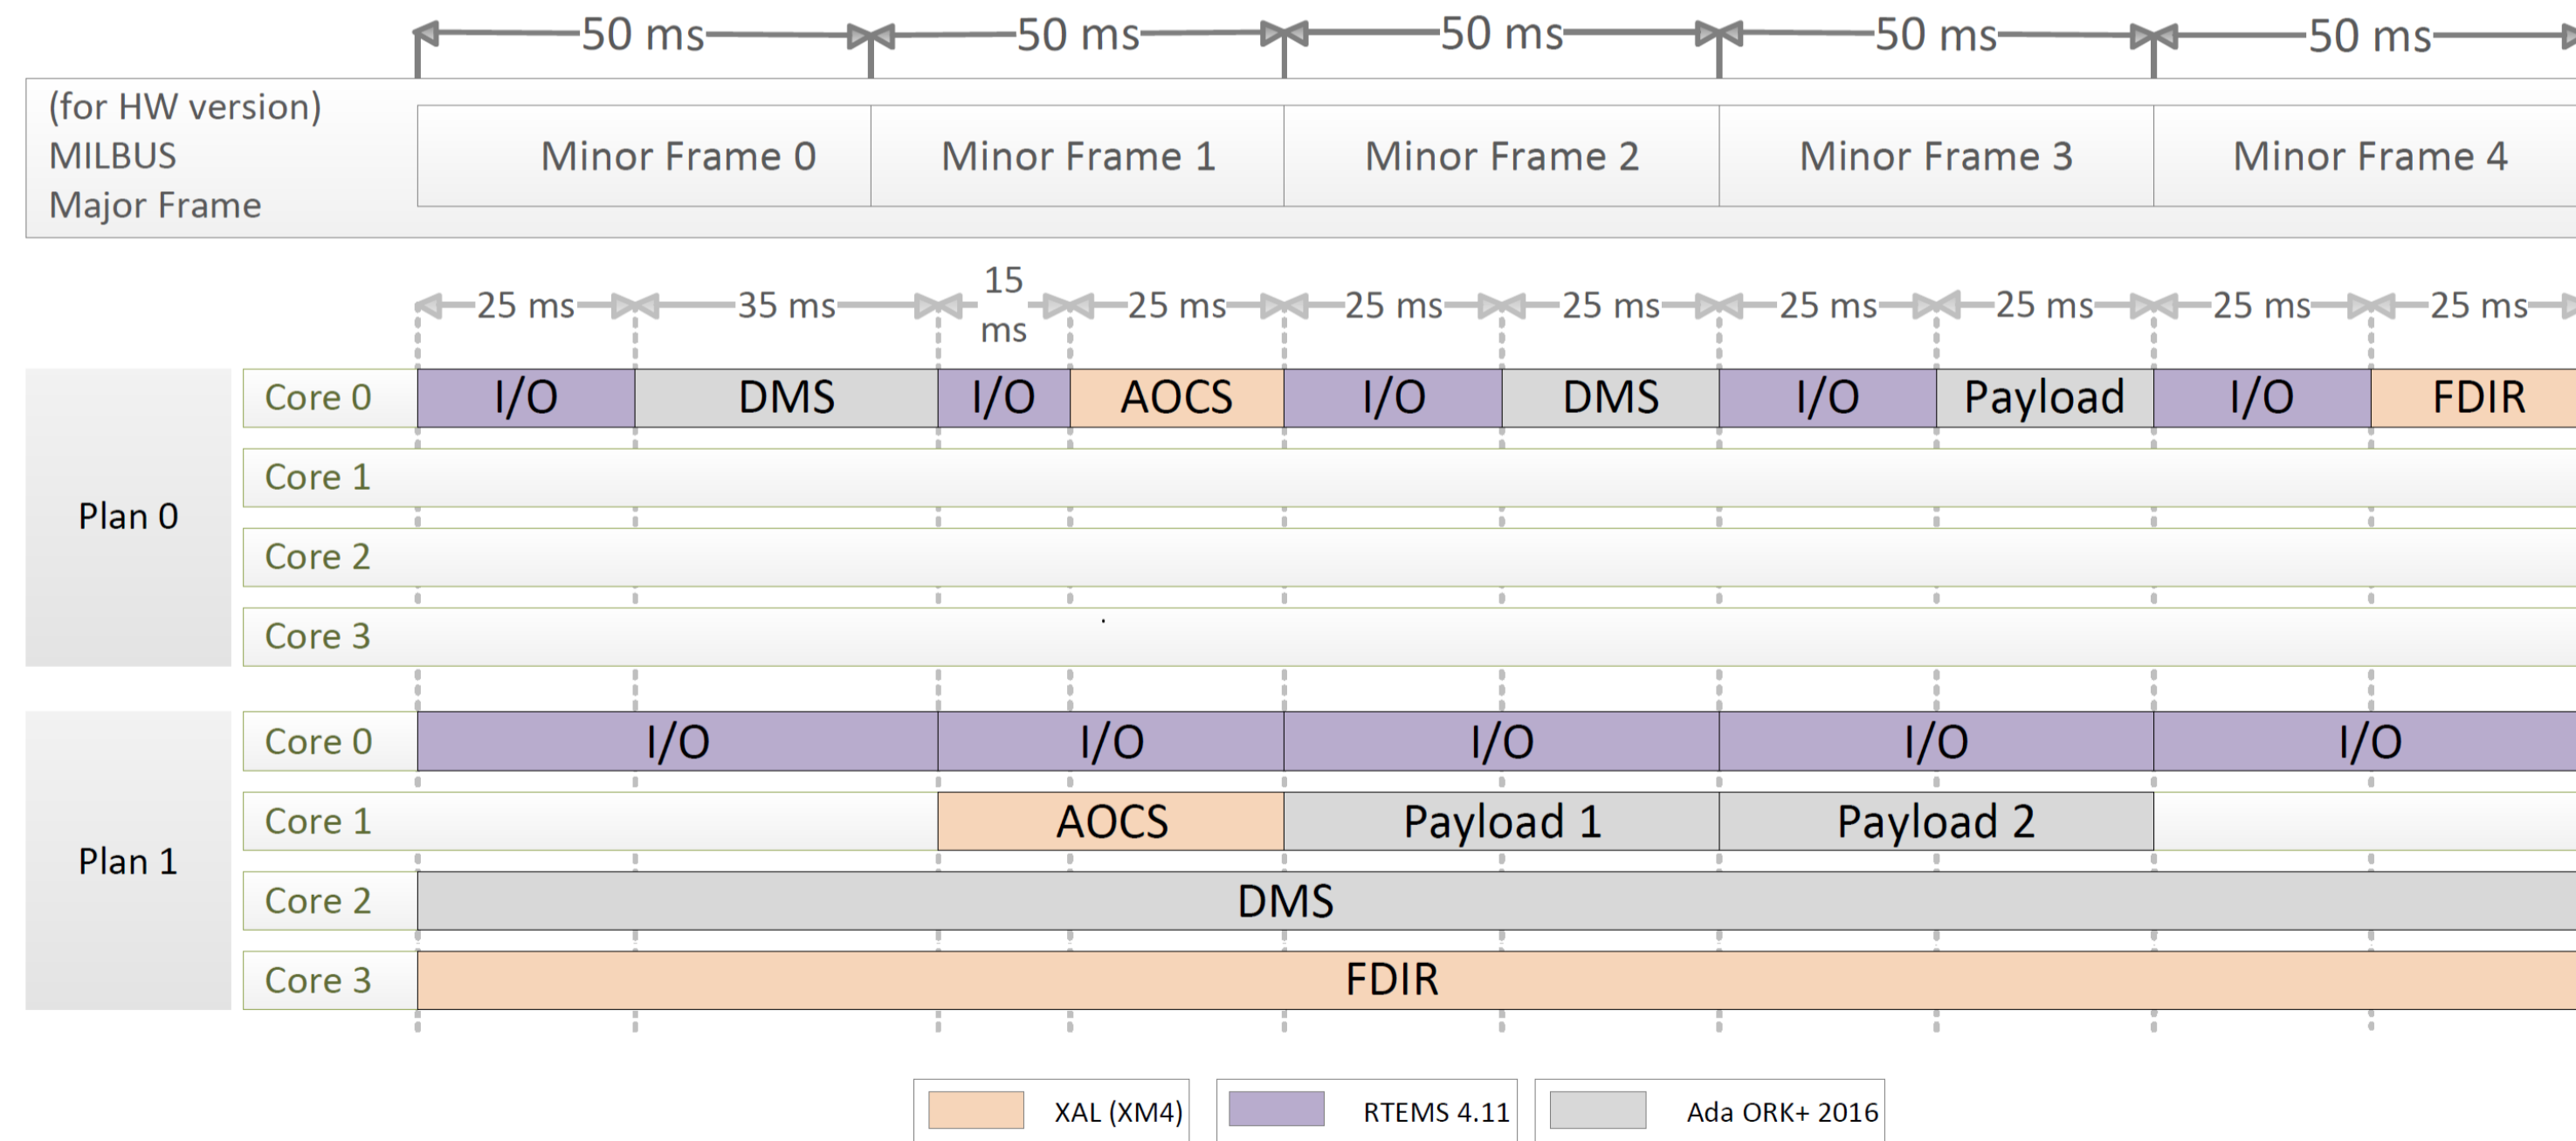 50 ms 50 ms 50 ms 50 ms 50 ms
(for HW version)
MILBUS
Major Frame
Minor Frame 0 Minor Frame 1 Minor Frame 2 Minor Frame 3 Minor Frame 4
25 ms 35 ms 15 ms 25 ms 25 ms 25 ms 25 ms 25 ms 25 ms 25 ms
Plan 0
Core 0 I/O DMS I/O AOCS I/O DMS I/O Payload I/O FDIR
Core 1
Core 2
Core 3
Plan 1
Core 0 I/O I/O I/O I/O I/O
Core 1 AOCS Payload 1 Payload 2
Core 2 DMS
Core 3 FDIR
XAL (XM4) RTEMS 4.11 Ada ORK+ 2016